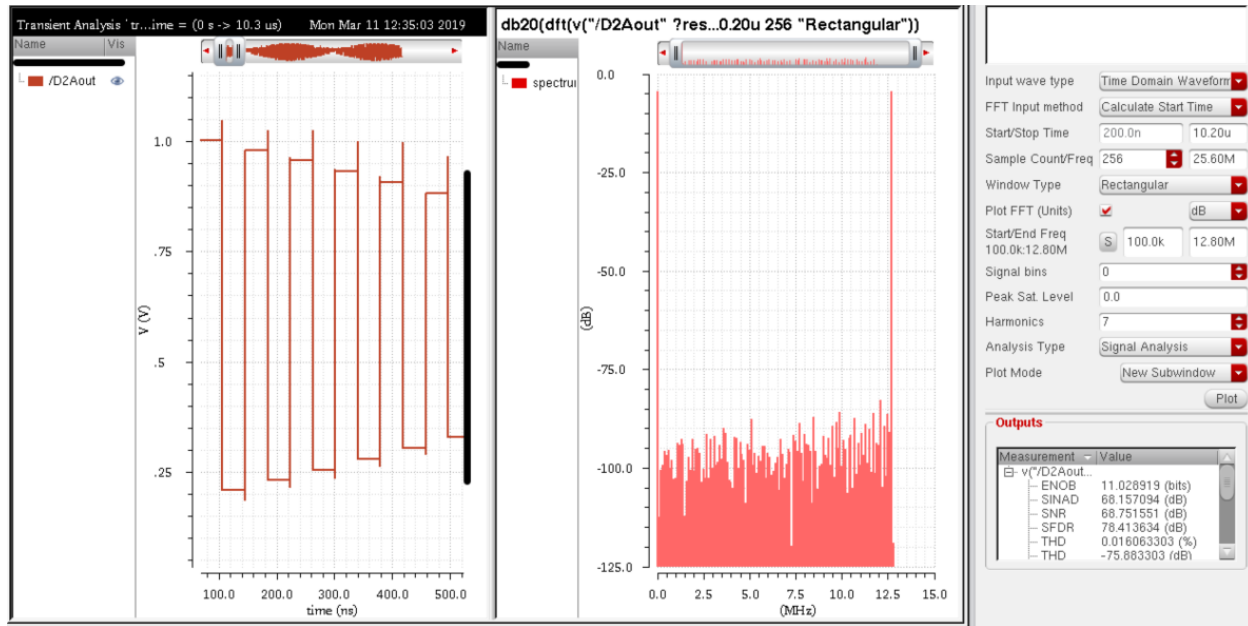 Transient Analysis `tr...ime = (0 s -> 10.3 us) Mon Mar 11 12:35:03 2019
Name Vis
/D2Aout
1.0
.75
.5
.25
V (V)
100.0 200.0 300.0 400.0 500.0
time (ns)
db20(dft(v("/D2Aout" ?res...0.20u 256 "Rectangular"))
Name
spectrum
0.0
-25.0
-50.0
-75.0
-100.0
-125.0
(dB)
0.0 2.5 5.0 7.5 10.0 12.5 15.0
(MHz)
Input wave type Time Domain Waveform
FFT Input method Calculate Start Time
Start/Stop Time 200.0n 10.20u
Sample Count/Freq 256 25.60M
Window Type Rectangular
Plot FFT (Units) dB
Start/End Freq
100.0k:12.80M S 100.0k 12.80M
Signal bins 0
Peak Sat. Level 0.0
Harmonics 7
Analysis Type Signal Analysis
Plot Mode New Subwindow
Plot
Outputs
Measurement Value
v("/D2Aout...
ENOB 11.028919 (bits)
SINAD 68.157094 (dB)
SNR 68.751551 (dB)
SFDR 78.413634 (dB)
THD 0.016063303 (%)
THD -75.883303 (dB)